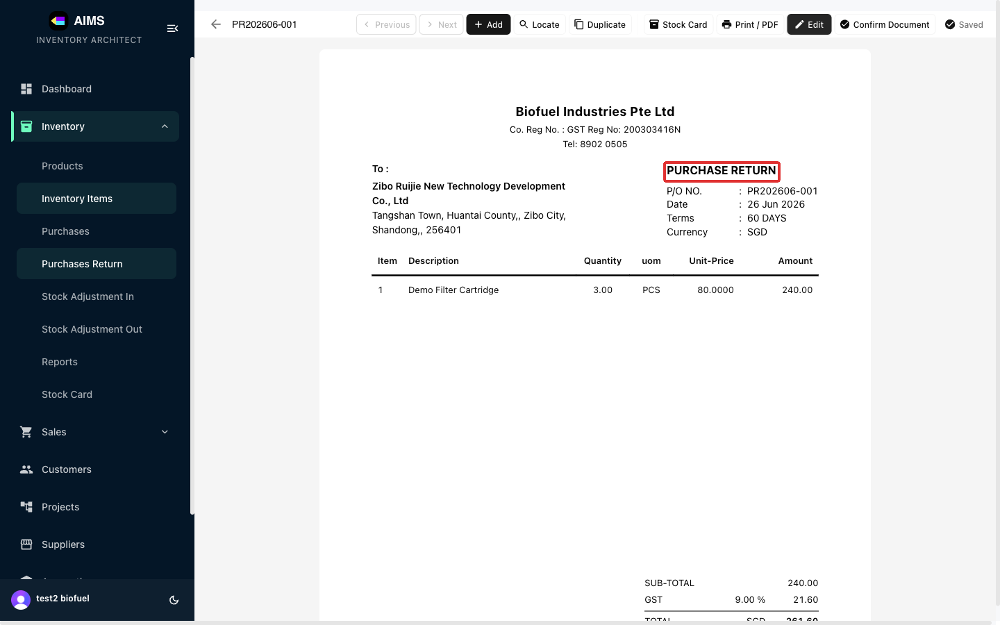 AIMS
INVENTORY ARCHITECT
Dashboard
Inventory
Products
Inventory Items
Purchases
Purchases Return
Stock Adjustment In
Stock Adjustment Out
Reports
Stock Card
Sales
Customers
Projects
Suppliers
test2 biofuel
PR202606-001
Previous
Next
Add
Locate
Duplicate
Stock Card
Print / PDF
Edit
Confirm Document
Saved
Biofuel Industries Pte Ltd
Co. Reg No. : GST Reg No: 200303416N
Tel: 8902 0505
To :
Zibo Ruijie New Technology Development
Co., Ltd
Tangshan Town, Huantai County,, Zibo City,
Shandong,, 256401
PURCHASE RETURN
P/O NO. : PR202606-001
Date : 26 Jun 2026
Terms : 60 DAYS
Currency : SGD
Item Description Quantity uom Unit-Price Amount
1 Demo Filter Cartridge 3.00 PCS 80.0000 240.00
SUB-TOTAL 240.00
GST 9.00 % 21.60
TOTAL SGD 261.60